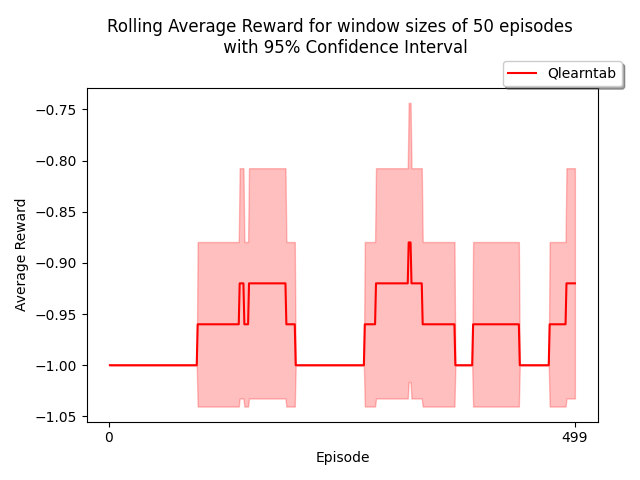 Rolling Average Reward for window sizes of 50 episodes
with 95% Confidence Interval
Qlearntab
−0.75
−0.80
−0.85
−0.90
−0.95
−1.00
−1.05
Average Reward
0
499
Episode